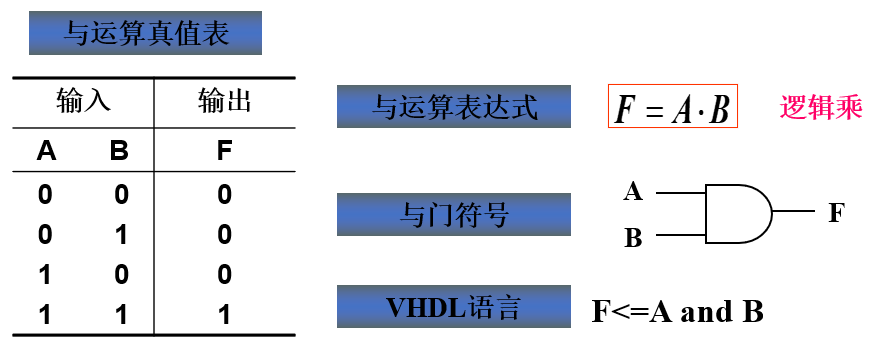 与运算真值表
输入 输出
A B F
0 0 0
0 1 0
1 0 0
1 1 1
与运算表达式
F = A · B
逻辑乘
与门符号
A
B
F
VHDL语言
F<=A and B